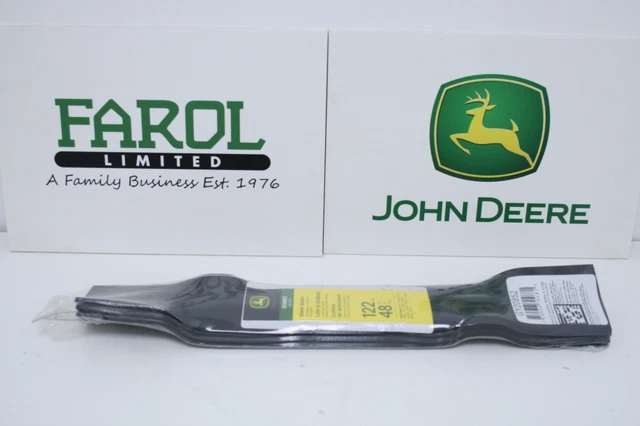 FAROL
LIMITED
A Family Business Est. 1976
JOHN DEERE
122
48